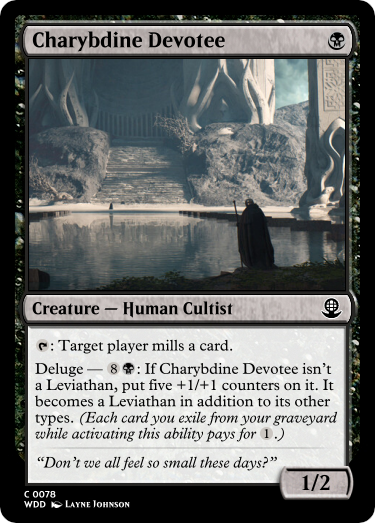 Charybdine Devotee
Creature — Human Cultist
: Target player mills a card.
Deluge — 8 : If Charybdine Devotee isn't
a Leviathan, put five +1/+1 counters on it. It
becomes a Leviathan in addition to its other
types. (Each card you exile from your graveyard
while activating this ability pays for 1.)
"Don't we all feel so small these days?"
1/2
C 0078
WDD Layne Johnson